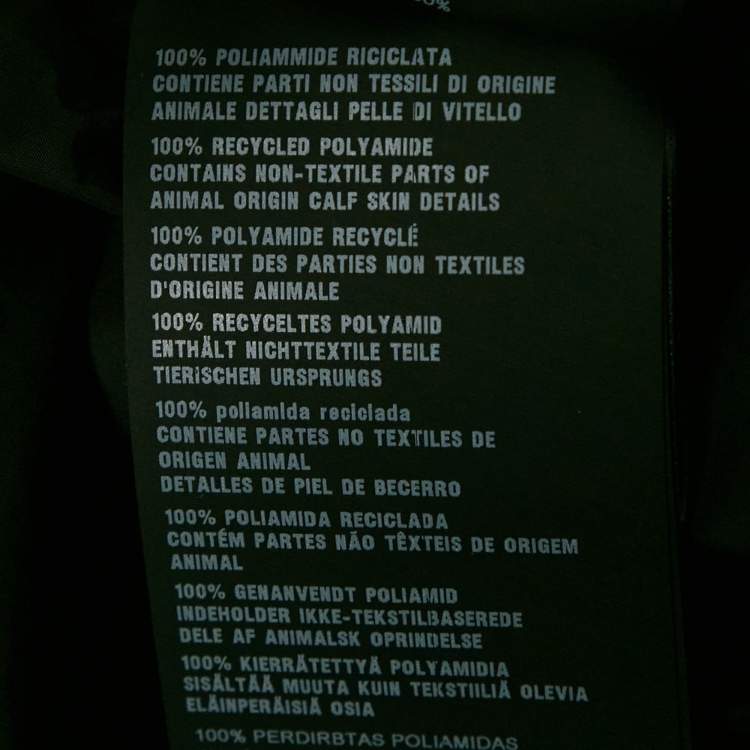 100% POLIAMMIDE RICICLATA
CONTIENE PARTI NON TESSILI DI ORIGINE
ANIMALE DETTAGLI PELLE DI VITELLO
100% RECYCLED POLYAMIDE
CONTAINS NON-TEXTILE PARTS OF
ANIMAL ORIGIN CALF SKIN DETAILS
100% POLYAMIDE RECYCLÉ
CONTIENT DES PARTIES NON TEXTILES
D'ORIGINE ANIMALE
100% RECYCELTES POLYAMID
ENTHÄLT NICHTTEXTILE TEILE
TIERISCHEN URSPRUNGS
100% poliamida reciclada
CONTIENE PARTES NO TEXTILES DE
ORIGEN ANIMAL
DETALLES DE PIEL DE BECERRO
100% POLIAMIDA RECICLADA
CONTÉM PARTES NÃO TÊXTEIS DE ORIGEM
ANIMAL
100% GENANVENDT POLIAMID
INDEHOLDER IKKE-TEKSTILBASEREDE
DELE AF ANIMALSK OPRINDELSE
100% KIERRÄTETTYÄ POLYAMIDIA
SISÄLTÄÄ MUUTA KUIN TEKSTIILIÄ OLEVIA
ELÄINPERÄISIÄ OSIA
100% PERDIRBTAS POLIAMIDAS